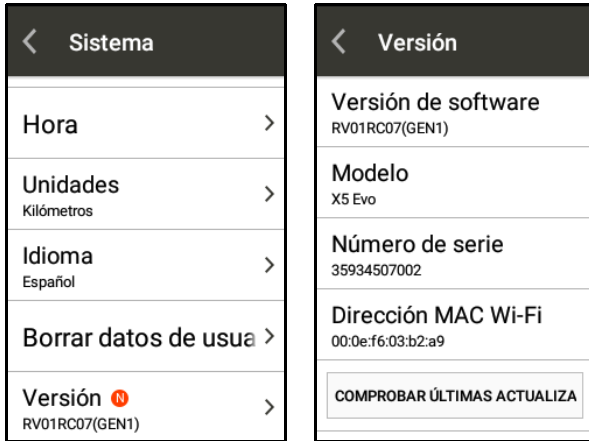 Sistema
Hora
Unidades
Kilómetros
Idioma
Español
Borrar datos de usua
Versión N
RV01RC07(GEN1)
Versión
Versión de software
RV01RC07(GEN1)
Modelo
X5 Evo
Número de serie
35934507002
Dirección MAC Wi-Fi
00:0e:f6:03:b2:a9
COMPROBAR ÚLTIMAS ACTUALIZA